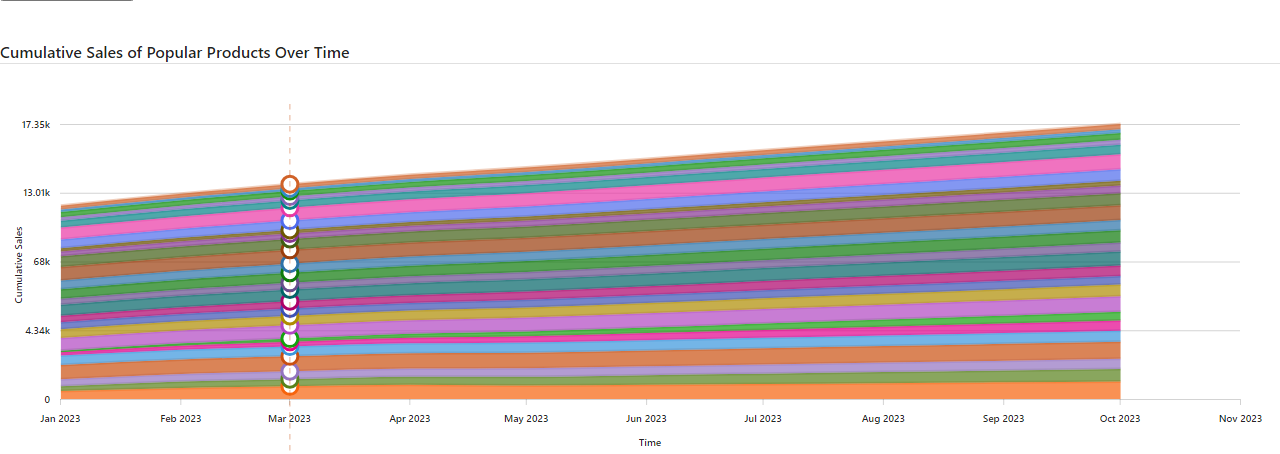 Cumulative Sales of Popular Products Over Time
17.35k
13.01k
6.8k
4.34k
0
Cumulative Sales
Jan 2023 Feb 2023 Mar 2023 Apr 2023 May 2023 Jun 2023 Jul 2023 Aug 2023 Sep 2023 Oct 2023 Nov 2023
Time